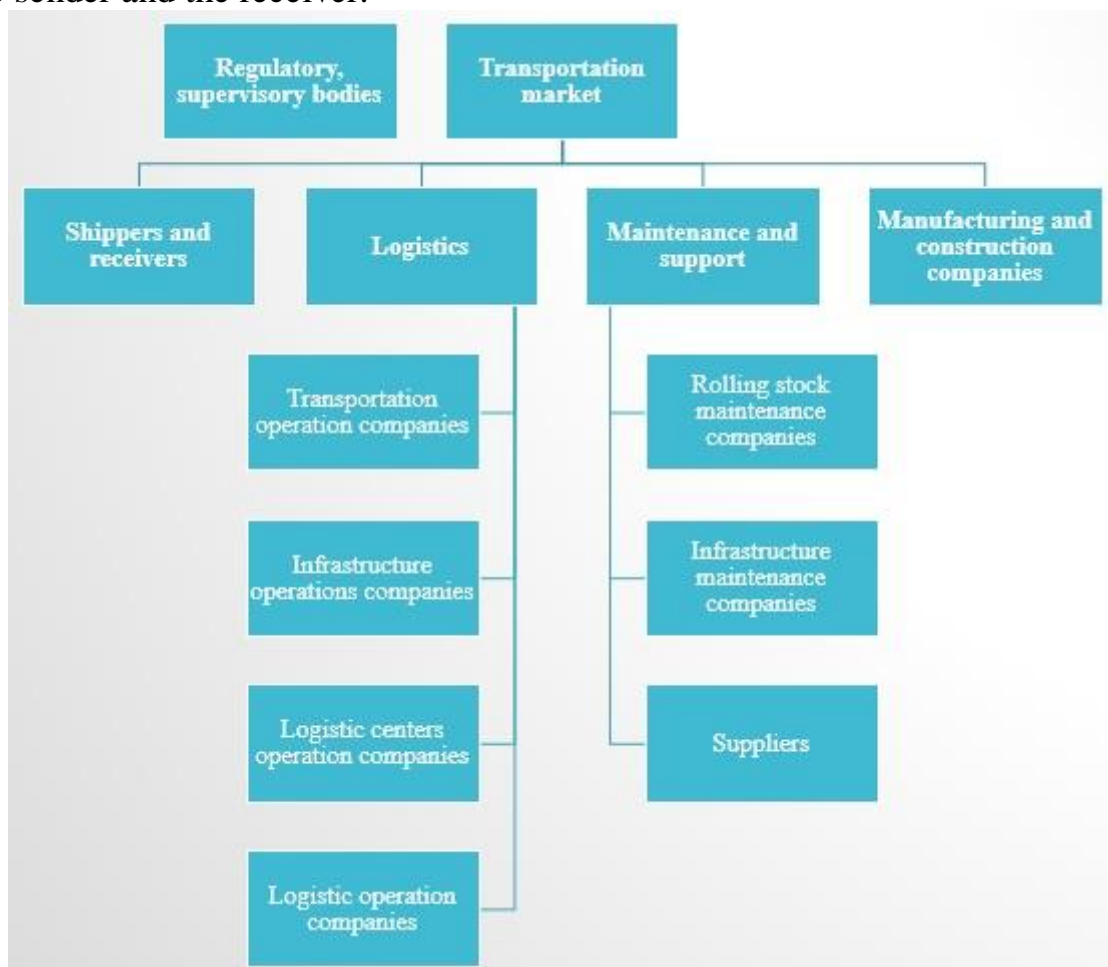 sender and the receiver.
Regulatory,
supervisory bodies
Transportation
market
Shippers and
receivers
Logistics
Maintenance and
support
Manufacturing and
construction
companies
Transportation
operation companies
Rolling stock
maintenance
companies
Infrastructure
operations companies
Infrastructure
maintenance
companies
Logistic centers
operation companies
Suppliers
Logistic operation
companies